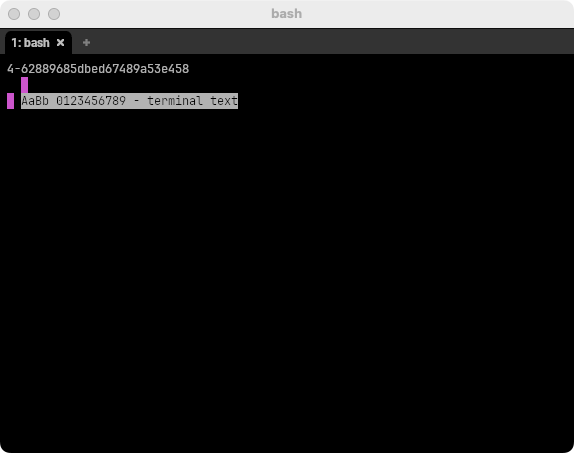 bash
1: bash × +
4-62889685dbed67489a53e458
AaBb 0123456789 - terminal text